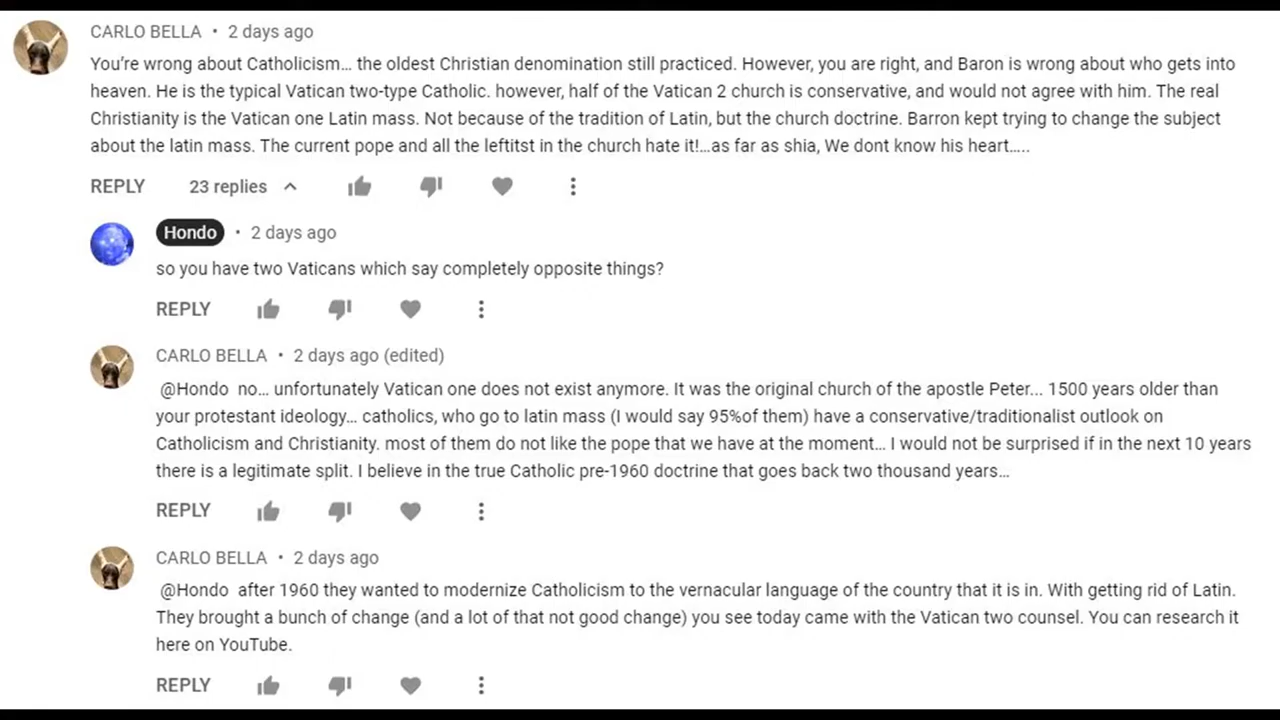 CARLO BELLA • 2 days ago
You're wrong about Catholicism... the oldest Christian denomination still practiced. However, you are right, and Baron is wrong about who gets into
heaven. He is the typical Vatican two-type Catholic. however, half of the Vatican 2 church is conservative, and would not agree with him. The real
Christianity is the Vatican one Latin mass. Not because of the tradition of Latin, but the church doctrine. Barron kept trying to change the subject
about the latin mass. The current pope and all the leftitst in the church hate it!...as far as shia, We dont know his heart.....
REPLY 23 replies
Hondo • 2 days ago
so you have two Vaticans which say completely opposite things?
REPLY
CARLO BELLA • 2 days ago (edited)
@Hondo no... unfortunately Vatican one does not exist anymore. It was the original church of the apostle Peter... 1500 years older than
your protestant ideology... catholics, who go to latin mass (I would say 95%of them) have a conservative/traditionalist outlook on
Catholicism and Christianity. most of them do not like the pope that we have at the moment... I would not be surprised if in the next 10 years
there is a legitimate split. I believe in the true Catholic pre-1960 doctrine that goes back two thousand years...
REPLY
CARLO BELLA • 2 days ago
@Hondo after 1960 they wanted to modernize Catholicism to the vernacular language of the country that it is in. With getting rid of Latin.
They brought a bunch of change (and a lot of that not good change) you see today came with the Vatican two counsel. You can research it
here on YouTube.
REPLY